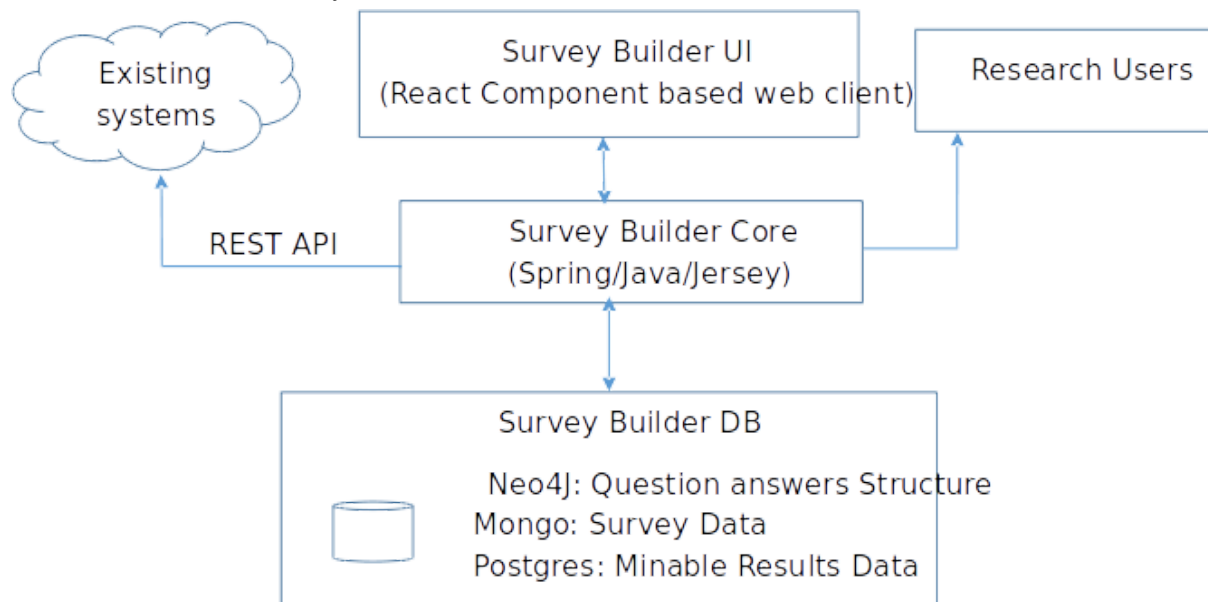 Existing
systems
Survey Builder UI
(React Component based web client)
Research Users
REST API
Survey Builder Core
(Spring/Java/Jersey)
Survey Builder DB
Neo4J: Question answers Structure
Mongo: Survey Data
Postgres: Minable Results Data